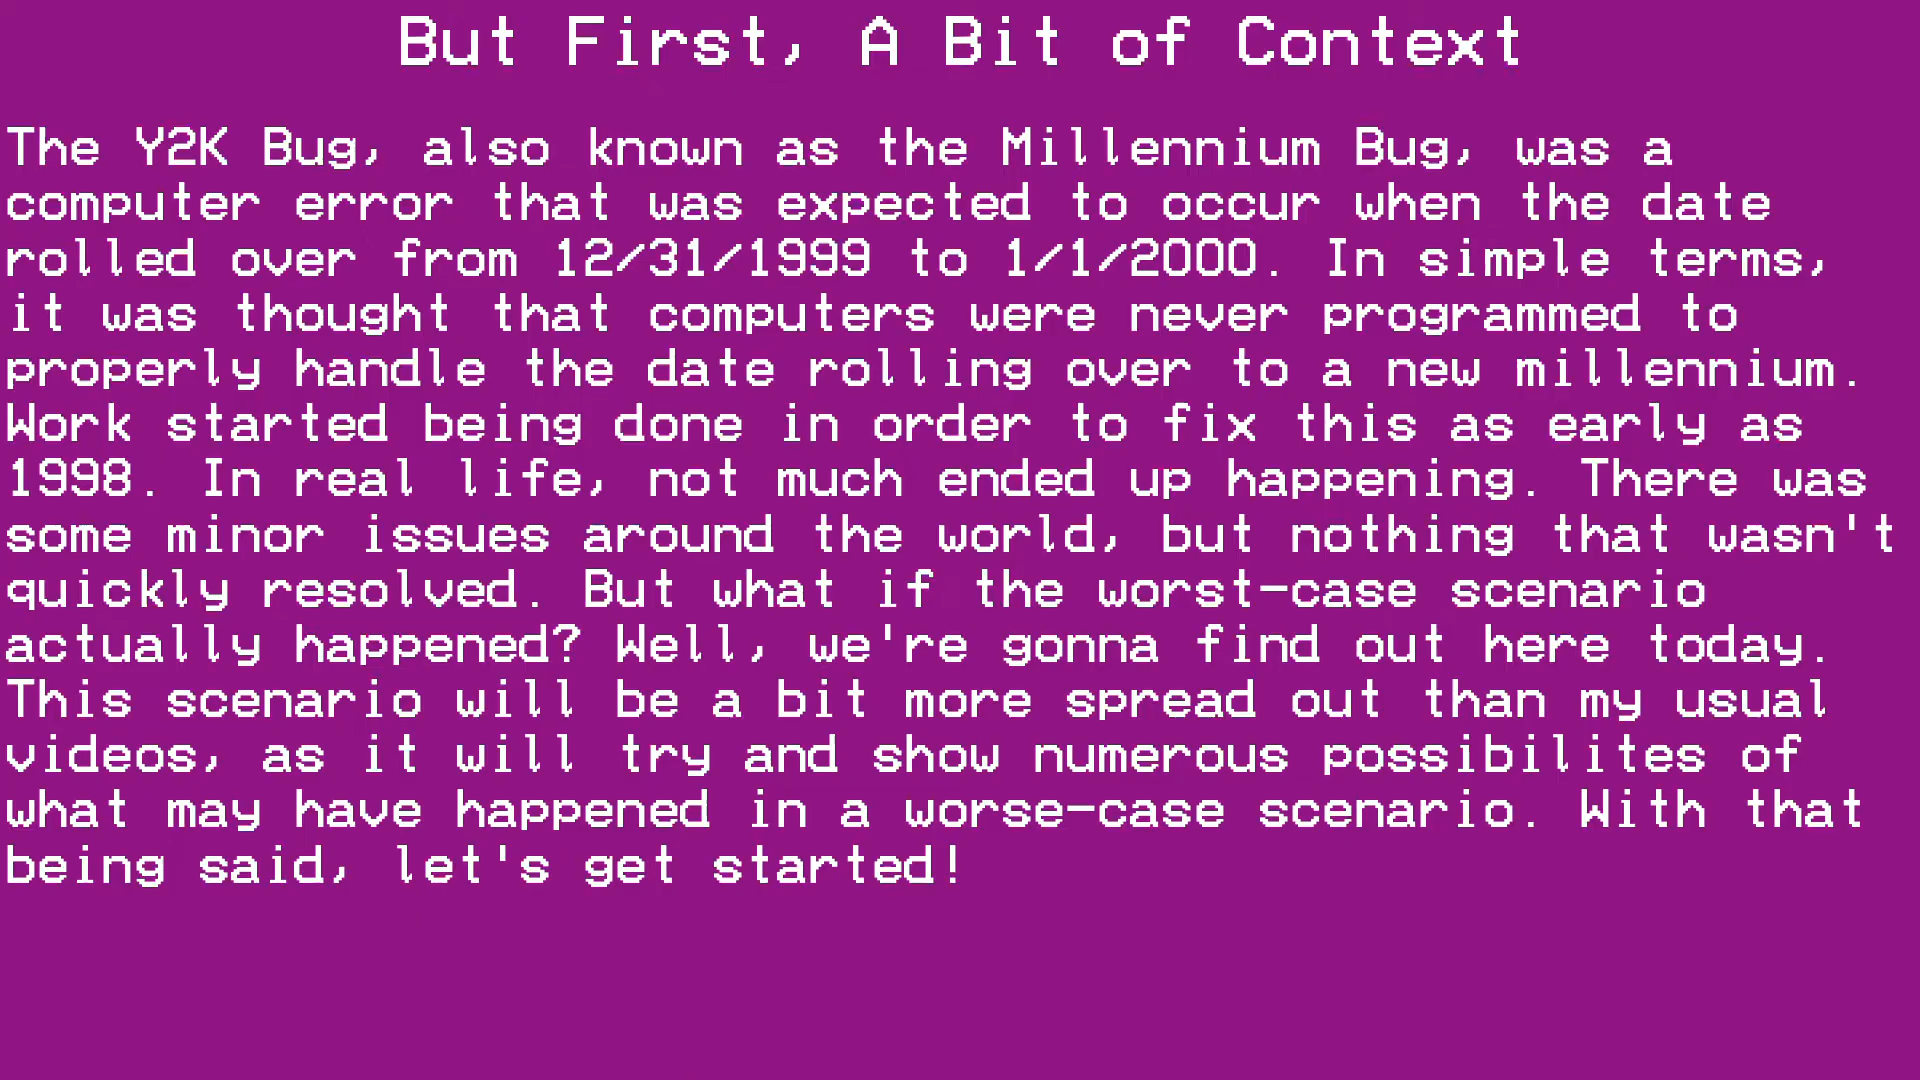 But First, A Bit of Context
The Y2K Bug, also known as the Millennium Bug, was a
computer error that was expected to occur when the date
rolled over from 12/31/1999 to 1/1/2000. In simple terms,
it was thought that computers were never programmed to
properly handle the date rolling over to a new millennium.
Work started being done in order to fix this as early as
1998. In real life, not much ended up happening. There was
some minor issues around the world, but nothing that wasn't
quickly resolved. But what if the worst-case scenario
actually happened? Well, we're gonna find out here today.
This scenario will be a bit more spread out than my usual
videos, as it will try and show numerous possibilites of
what may have happened in a worse-case scenario. With that
being said, let's get started!